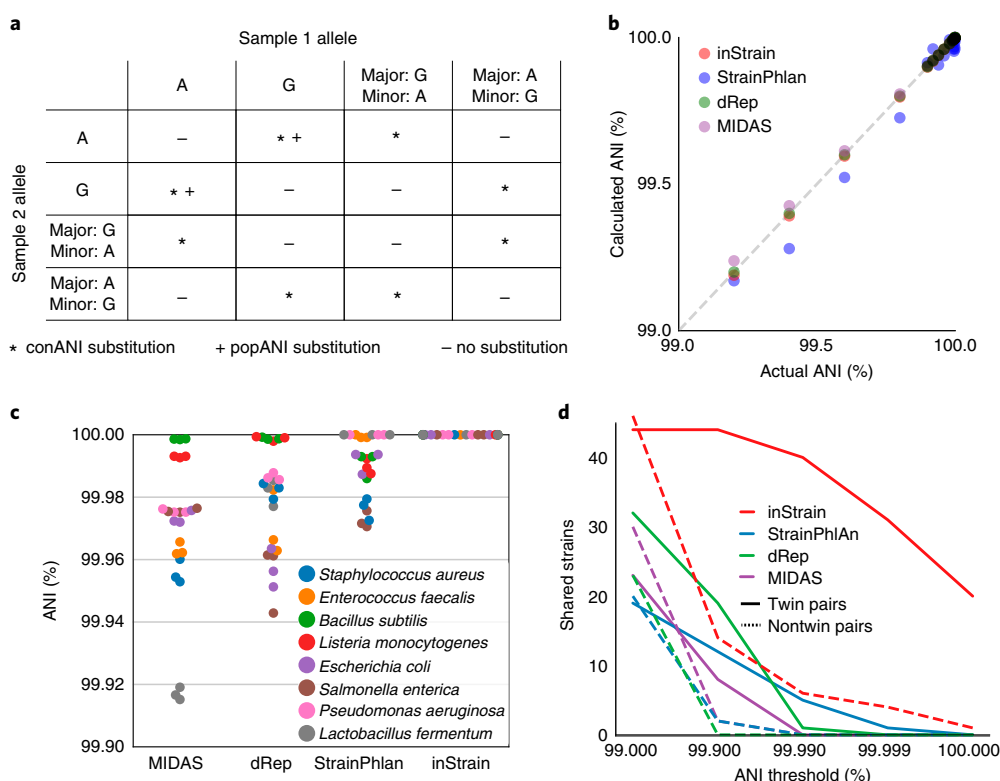 a
Sample 1 allele
A
G
Major: G
Minor: A
Major: A
Minor: G
Sample 2 allele
A
–
* +
*
–
G
* +
–
–
*
Major: G
Minor: A
*
–
–
*
Major: A
Minor: G
–
*
*
–
* conANI substitution
+ popANI substitution
– no substitution
b
Calculated ANI (%)
100.0
99.5
99.0
inStrain
StrainPhlan
dRep
MIDAS
99.0
99.5
100.0
Actual ANI (%)
c
ANI (%)
100.00
99.98
99.96
99.94
99.92
99.90
Staphylococcus aureus
Enterococcus faecalis
Bacillus subtilis
Listeria monocytogenes
Escherichia coli
Salmonella enterica
Pseudomonas aeruginosa
Lactobacillus fermentum
MIDAS
dRep
StrainPhlan
inStrain
d
Shared strains
40
30
20
10
0
inStrain
StrainPhlAn
dRep
MIDAS
Twin pairs
Nontwin pairs
99.000
99.900
99.990
99.999
100.000
ANI threshold (%)